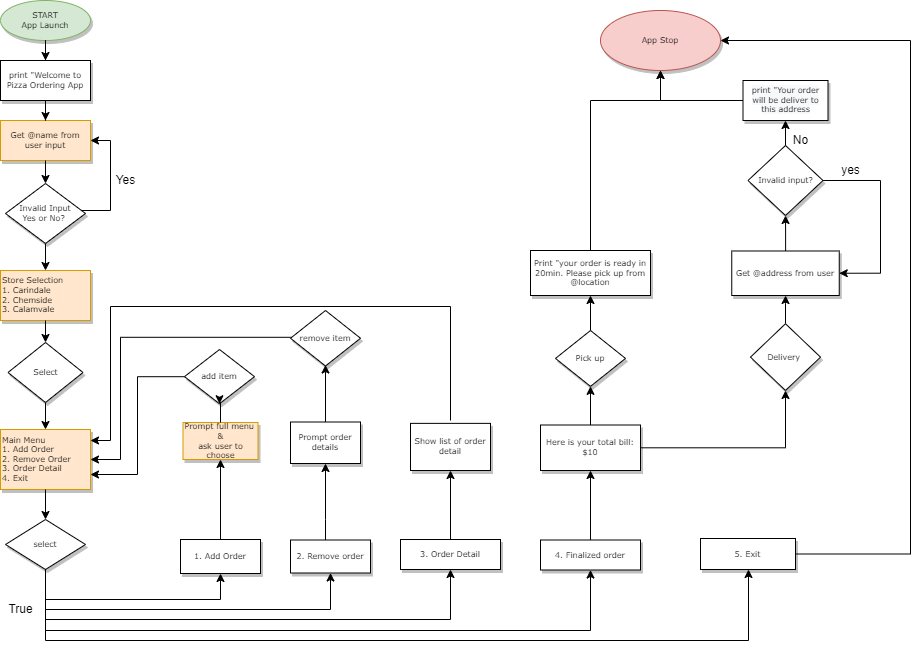 START
App Launch
print "Welcome to
Pizza Ordering App
Get @name from
user input
Yes
Invalid Input
Yes or No?
Store Selection
1. Carindale
2. Chemside
3. Calamvale
Select
Main Menu
1. Add Order
2. Remove Order
3. Order Detail
4. Exit
select
True
add item
Prompt full menu
&
ask user to
choose
1. Add Order
remove item
Prompt order
details
2. Remove order
Show list of order
detail
3. Order Detail
App Stop
Print "your order is ready in
20min. Please pick up from
@location
Pick up
Here is your total bill:
$10
4. Finalized order
print "Your order
will be deliver to
this address
No
Invalid input?
yes
Get @address from user
Delivery
5. Exit